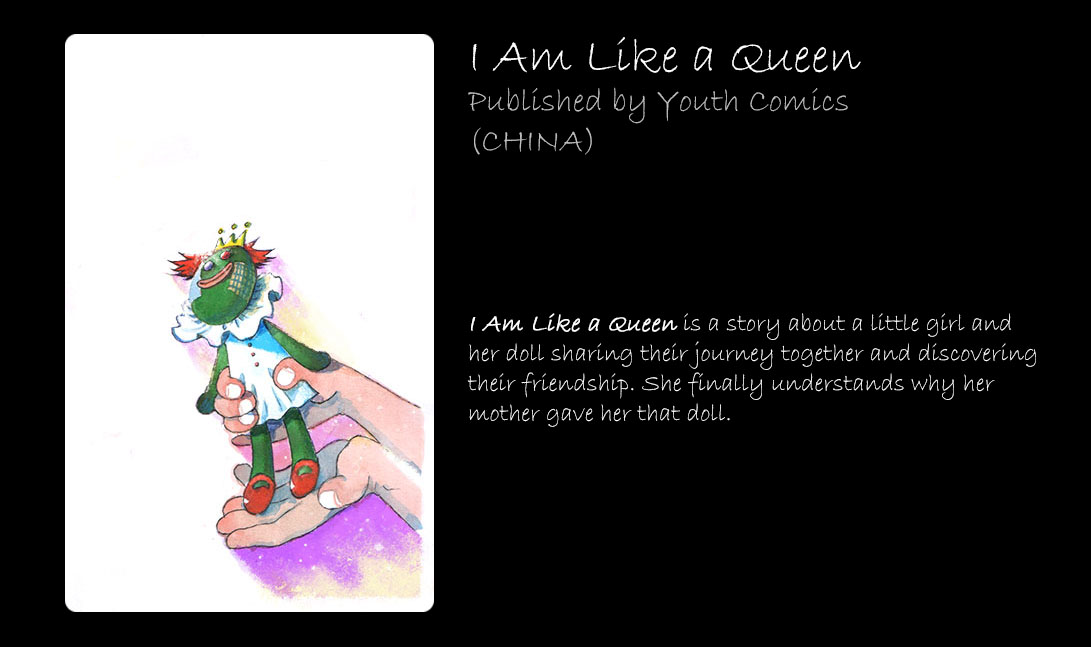 I Am Like a Queen
Published by Youth Comics
(CHINA)
I Am Like a Queen is a story about a little girl and
her doll sharing their journey together and discovering
their friendship. She finally understands why her
mother gave her that doll.